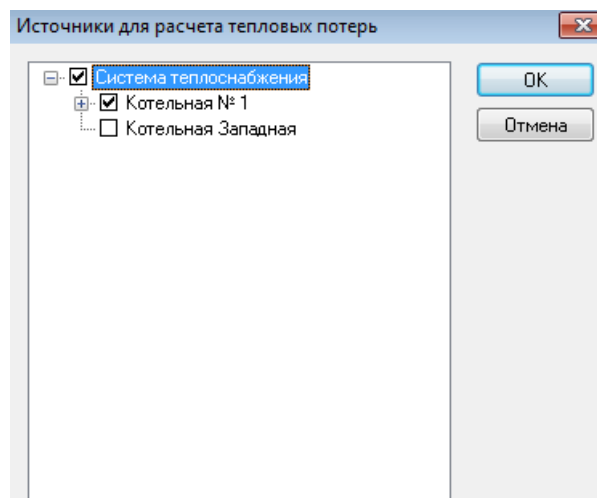 Источники для расчета тепловых потерь
Система теплоснабжения
Котельная № 1
Котельная Западная
OK
Отмена